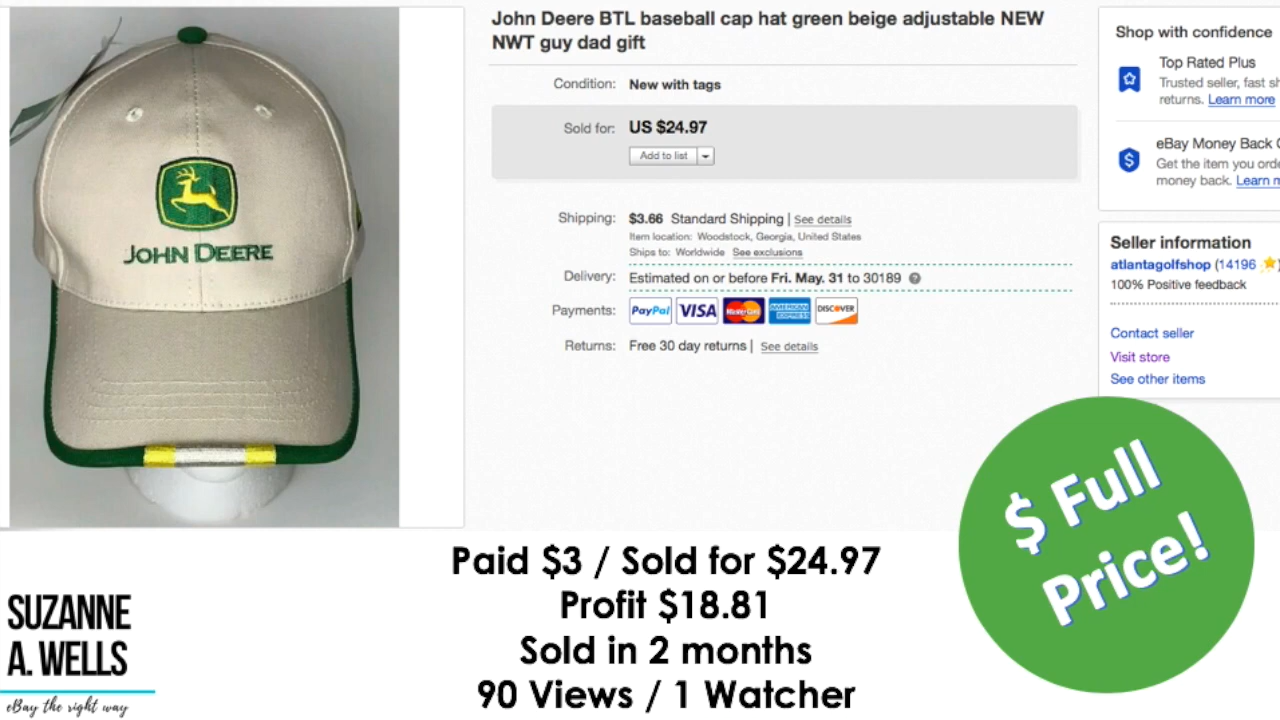 JOHN DEERE
John Deere BTL baseball cap hat green beige adjustable NEW
NWT guy dad gift
Condition: New with tags
Sold for: US $24.97
Add to list
Shipping: $3.66 Standard Shipping | See details
Item location: Woodstock, Georgia, United States
Ships to: Worldwide See exclusions
Delivery: Estimated on or before Fri. May. 31 to 30189 ?
Payments: PayPal VISA MasterCard AMERICAN EXPRESS DISCOVER
Returns: Free 30 day returns | See details
Shop with confidence
Top Rated Plus
Trusted seller, fast sh
returns. Learn more
eBay Money Back
Get the item you orde
money back. Learn
Seller information
atlantagolfshop (14196 )
100% Positive feedback
Contact seller
Visit store
See other items
$ Full
Price!
Paid $3 / Sold for $24.97
Profit $18.81
Sold in 2 months
90 Views / 1 Watcher
SUZANNE
A. WELLS
eBay the right way